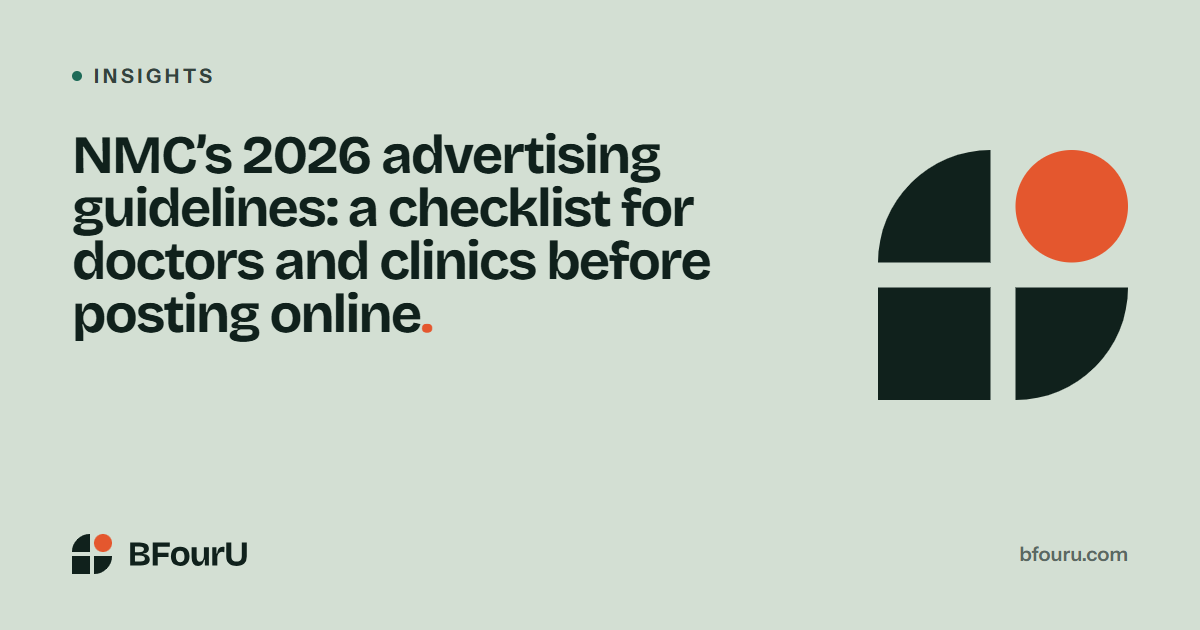 INSIGHTS
NMC’s 2026 advertising
guidelines: a checklist for
doctors and clinics before
posting online.
BFourU
bfouru.com